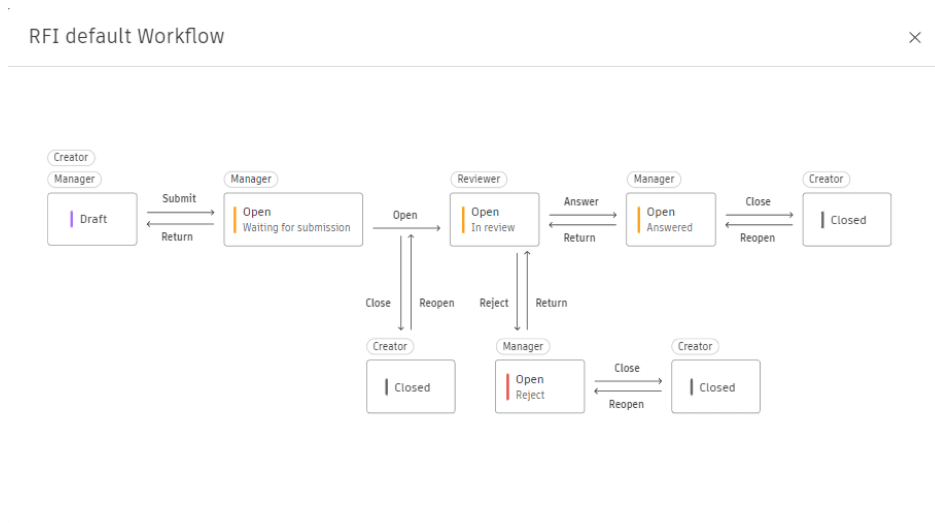 RFI default Workflow
Creator
Manager
Draft
Submit
Return
Manager
Open
Waiting for submission
Open
Reviewer
Open
In review
Answer
Return
Manager
Open
Answered
Close
Reopen
Creator
Closed
Close
Reopen
Reject
Return
Creator
Closed
Manager
Open
Reject
Close
Reopen
Creator
Closed